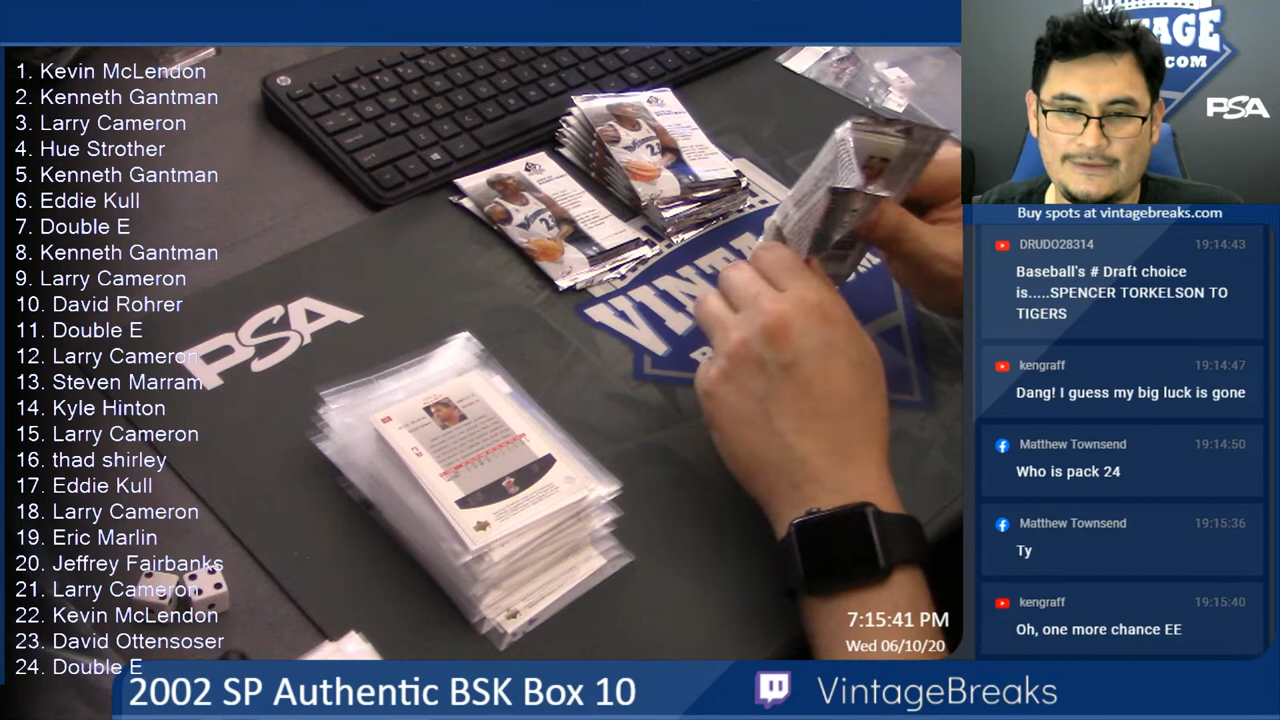 1. Kevin McLendon
2. Kenneth Gantman
3. Larry Cameron
4. Hue Strother
5. Kenneth Gantman
6. Eddie Kull
7. Double E
8. Kenneth Gantman
9. Larry Cameron
10. David Rohrer
11. Double E
12. Larry Cameron
13. Steven Marram
14. Kyle Hinton
15. Larry Cameron
16. thad shirley
17. Eddie Kull
18. Larry Cameron
19. Eric Marlin
20. Jeffrey Fairbanks
21. Larry Cameron
22. Kevin McLendon
23. David Ottensoser
24. Double E
PSA
7:15:41 PM
Wed 06/10/20
PSA
Buy spots at vintagebreaks.com
DRUDO28314 19:14:43
Baseball's # Draft choice
is.....SPENCER TORKELSON TO
TIGERS
kengraff 19:14:47
Dang! I guess my big luck is gone
Matthew Townsend 19:14:50
Who is pack 24
Matthew Townsend 19:15:36
Ty
kengraff 19:15:40
Oh, one more chance EE
2002 SP Authentic BSK Box 10
VintageBreaks